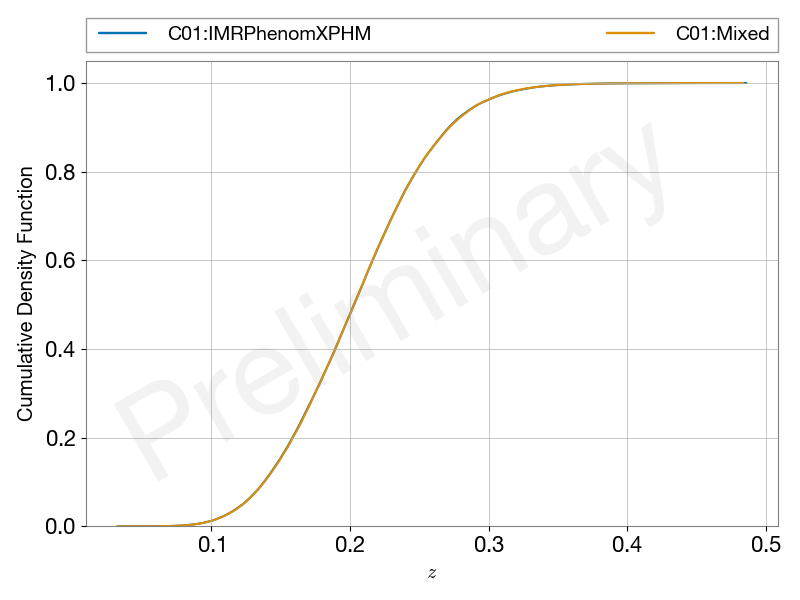 C01:IMRPhenomXPHM C01:Mixed
1.0
0.8
0.6
0.4
0.2
0.0
Cumulative Density Function
Preliminary
0.1 0.2 0.3 0.4 0.5
z